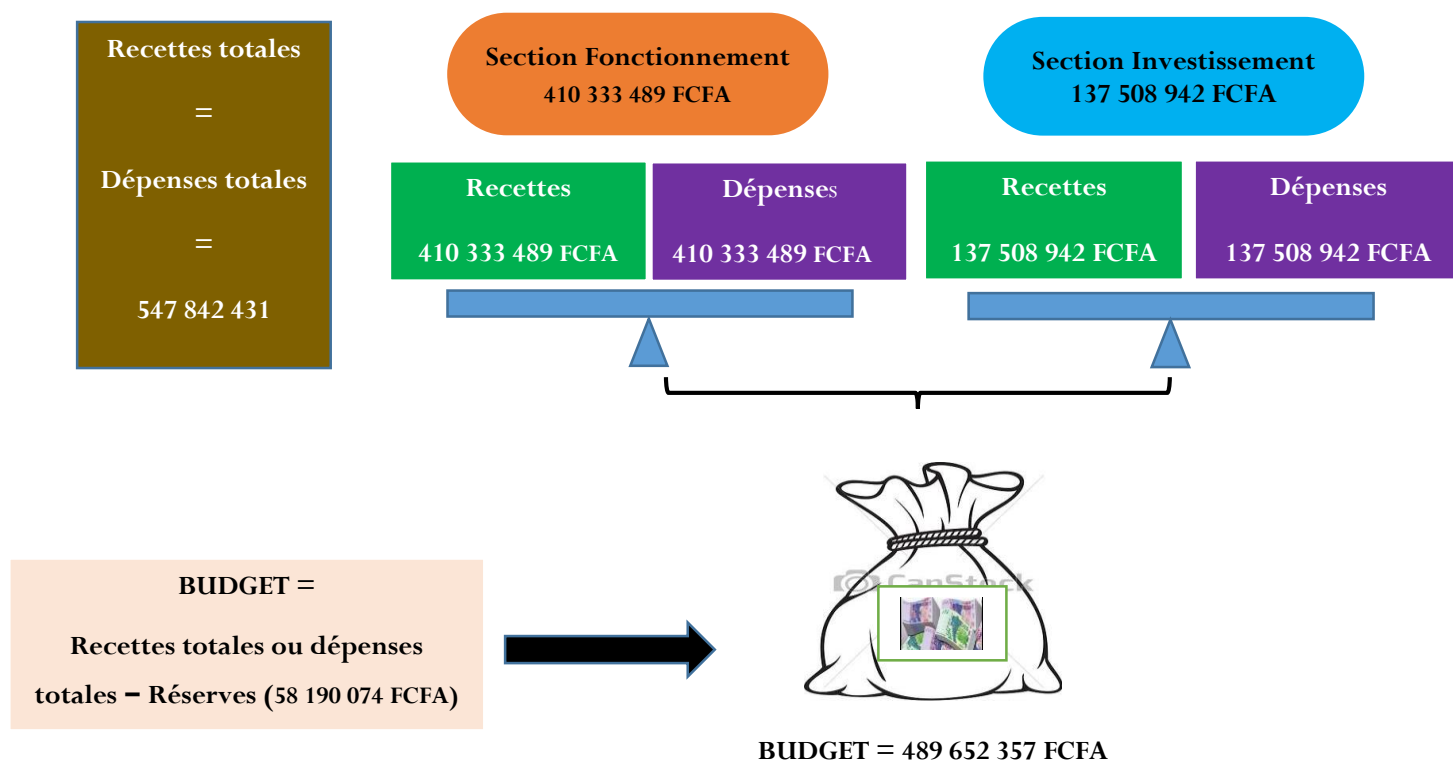 Recettes totales
=
Dépenses totales
=
547 842 431
Section Fonctionnement
410 333 489 FCFA
Section Investissement
137 508 942 FCFA
Recettes
410 333 489 FCFA
Dépenses
410 333 489 FCFA
Recettes
137 508 942 FCFA
Dépenses
137 508 942 FCFA
BUDGET =
Recettes totales ou dépenses
totales – Réserves (58 190 074 FCFA)
CanStock
BUDGET = 489 652 357 FCFA